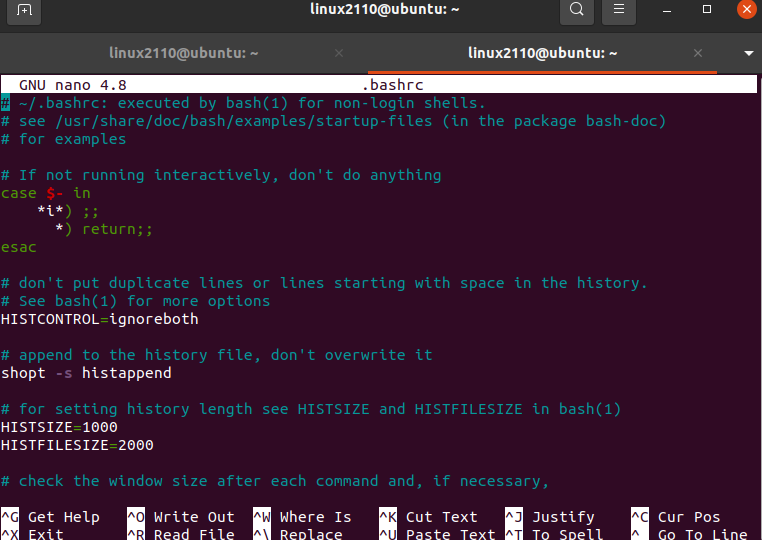 linux2110@ubuntu: ~
linux2110@ubuntu: ~ × linux2110@ubuntu: ~ ×
GNU nano 4.8 .bashrc
# ~/.bashrc: executed by bash(1) for non-login shells.
# see /usr/share/doc/bash/examples/startup-files (in the package bash-doc)
# for examples

# If not running interactively, don't do anything
case $- in
    *i*) ;;
      *) return;;
esac

# don't put duplicate lines or lines starting with space in the history.
# See bash(1) for more options
HISTCONTROL=ignoreboth

# append to the history file, don't overwrite it
shopt -s histappend

# for setting history length see HISTSIZE and HISTFILESIZE in bash(1)
HISTSIZE=1000
HISTFILESIZE=2000

# check the window size after each command and, if necessary,
^G Get Help ^O Write Out ^W Where Is ^K Cut Text ^J Justify ^C Cur Pos
^X Exit ^R Read File ^\ Replace ^U Paste Text ^T To Spell ^_ Go To Line